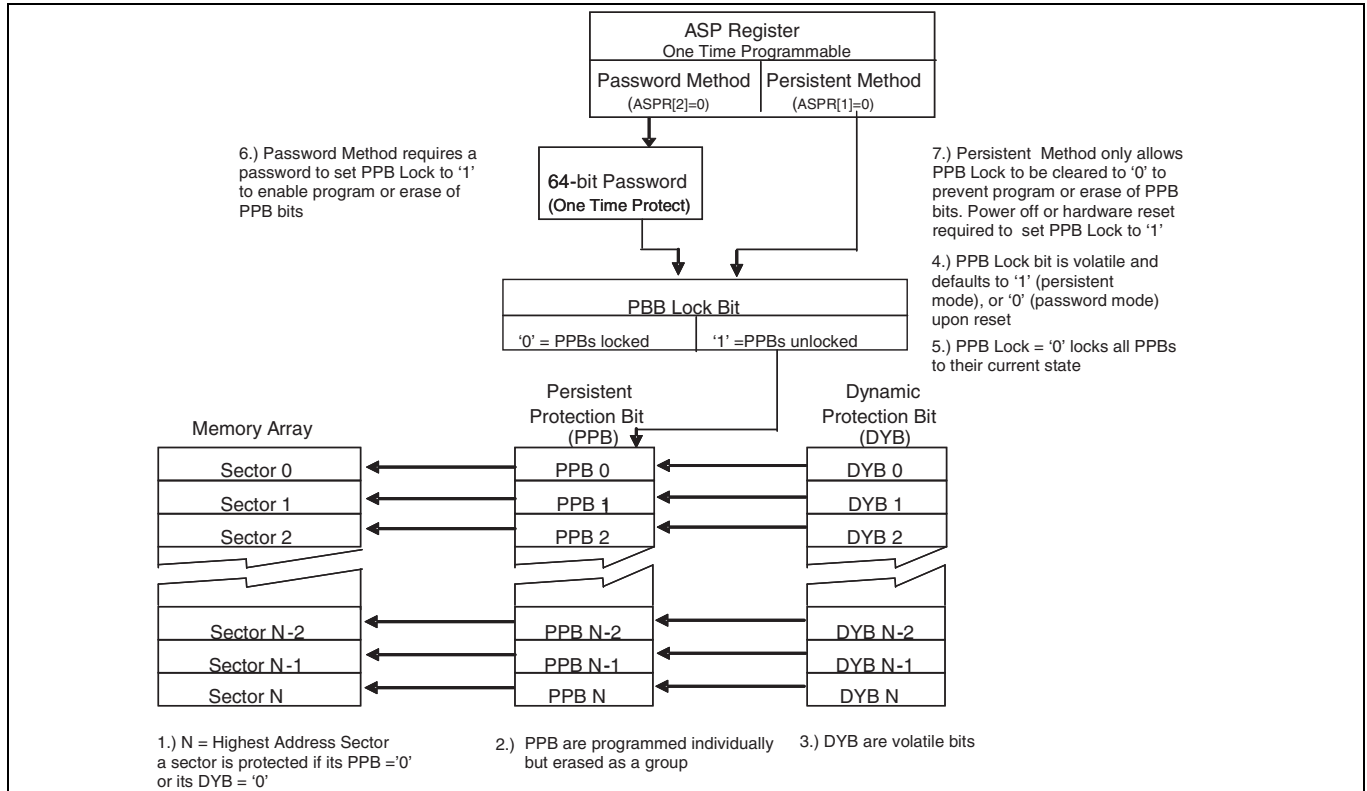 ASP Register
One Time Programmable
Password Method
(ASPR[2]=0)
Persistent Method
(ASPR[1]=0)
6.) Password Method requires a
password to set PPB Lock to ‘1’
to enable program or erase of
PPB bits
64-bit Password
(One Time Protect)
7.) Persistent Method only allows
PPB Lock to be cleared to ‘0’ to
prevent program or erase of PPB
bits. Power off or hardware reset
required to set PPB Lock to ‘1’
4.) PPB Lock bit is volatile and
defaults to ‘1’ (persistent
mode), or ‘0’ (password mode)
upon reset
5.) PPB Lock = ‘0’ locks all PPBs
to their current state
PBB Lock Bit
‘0’ = PPBs locked
‘1’ =PPBs unlocked
Memory Array
Persistent
Protection Bit
(PPB)
Dynamic
Protection Bit
(DYB)
Sector 0
PPB 0
DYB 0
Sector 1
PPB 1
DYB 1
Sector 2
PPB 2
DYB 2
Sector N-2
PPB N-2
DYB N-2
Sector N-1
PPB N-1
DYB N-1
Sector N
PPB N
DYB N
1.) N = Highest Address Sector
a sector is protected if its PPB =’0’
or its DYB = ‘0’
2.) PPB are programmed individually
but erased as a group
3.) DYB are volatile bits